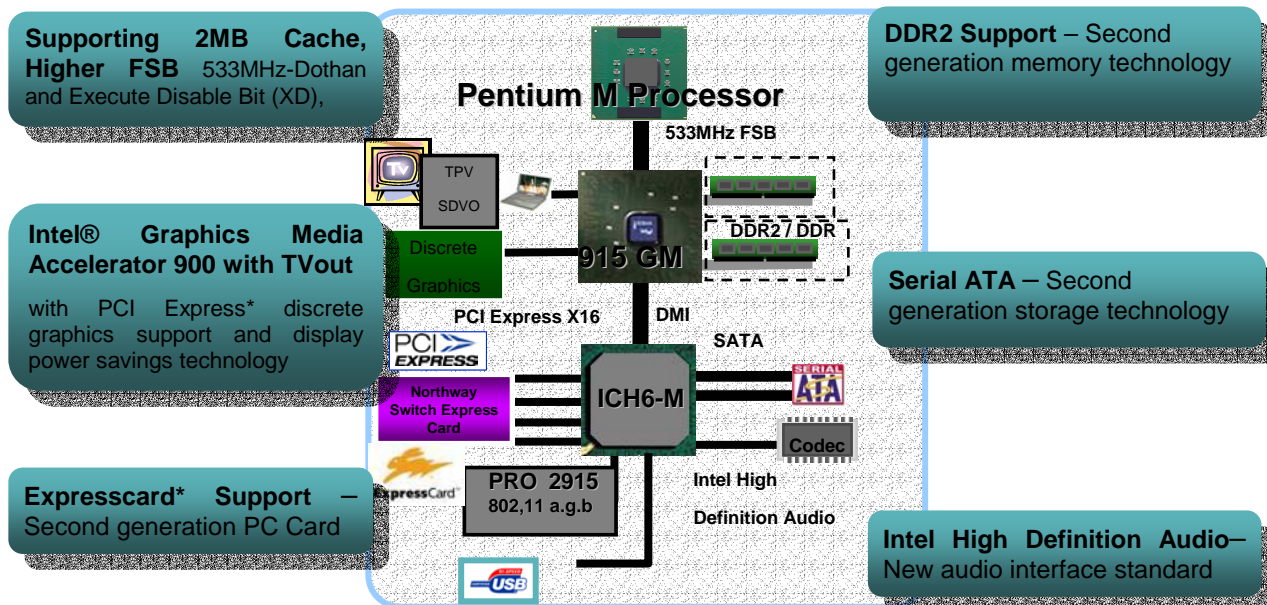 Supporting 2MB Cache,
Higher FSB 533MHz-Dothan
and Execute Disable Bit (XD),
DDR2 Support – Second
generation memory technology
Pentium M Processor
533MHz FSB
TV
TPV
SDVO
Intel® Graphics Media
Accelerator 900 with TVout
with PCI Express* discrete
graphics support and display
power savings technology
Discrete
Graphics
915 GM
DDR2 / DDR
Serial ATA – Second
generation storage technology
PCI Express X16
DMI
SATA
PCI
EXPRESS
Northway
Switch Express
Card
ICH6-M
SERIAL
ATA
Codec
ExpressCard™
PRO 2915
802,11 a.g.b
Intel High
Definition Audio
Expresscard* Support –
Second generation PC Card
Intel High Definition Audio–
New audio interface standard
HI-SPEED
CERTIFIED
USB